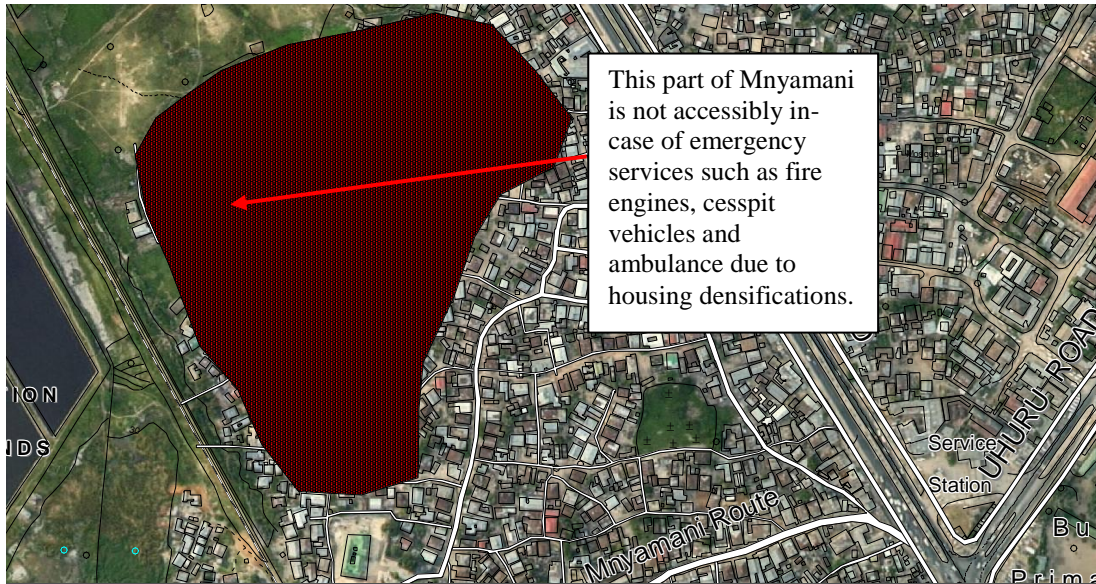 This part of Mnyamani
is not accessibly in-
case of emergency
services such as fire
engines, cesspit
vehicles and
ambulance due to
housing densifications.
UHURU ROAD
TION
NDS
Service
Station
Mnyamani Route
Bu
Prima